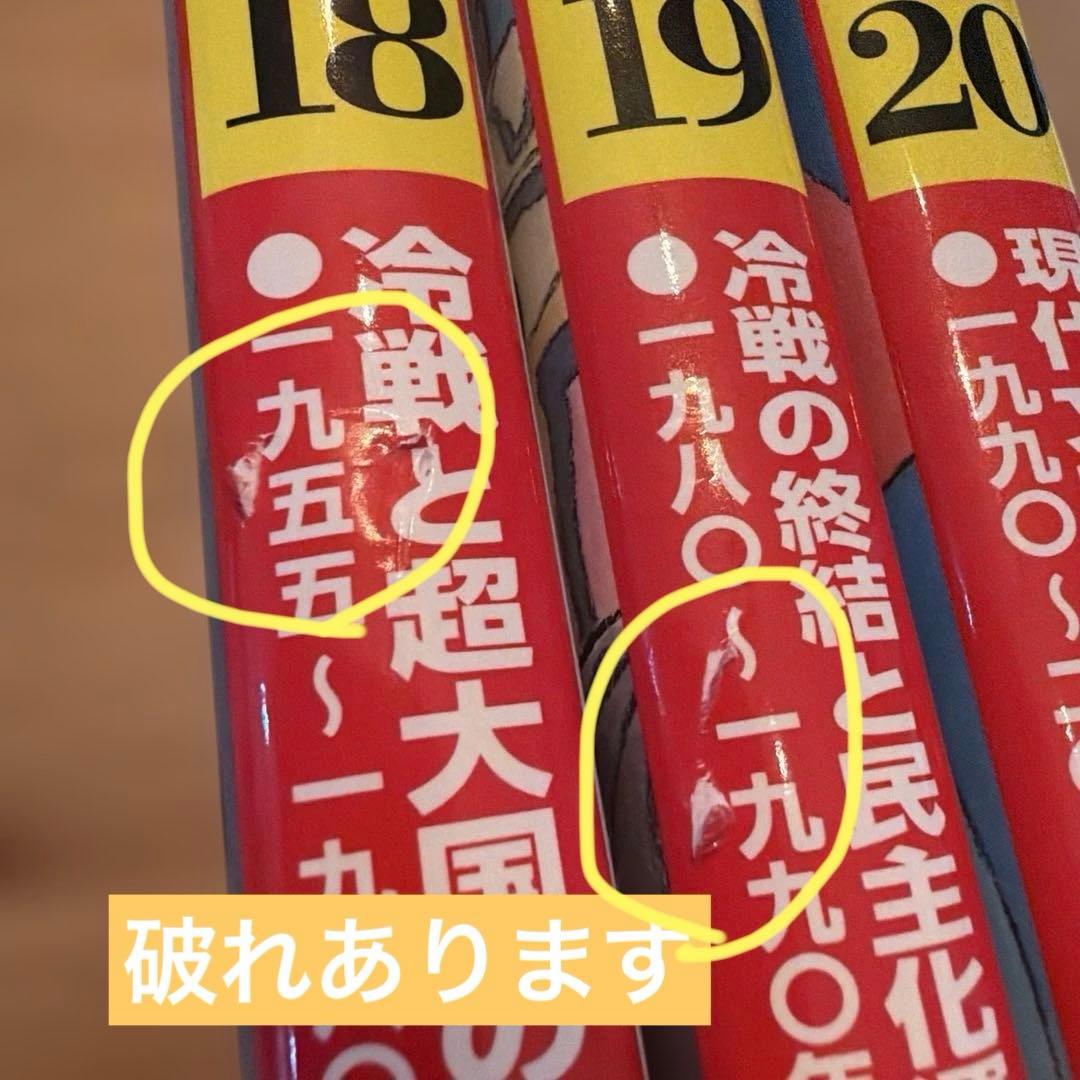 18
冷戦と超大国の
●一九五五〜一九
19
冷戦の終結と民主化
●一九八〇〜一九九〇年
20
現代
●一九九〇〜
破れあります